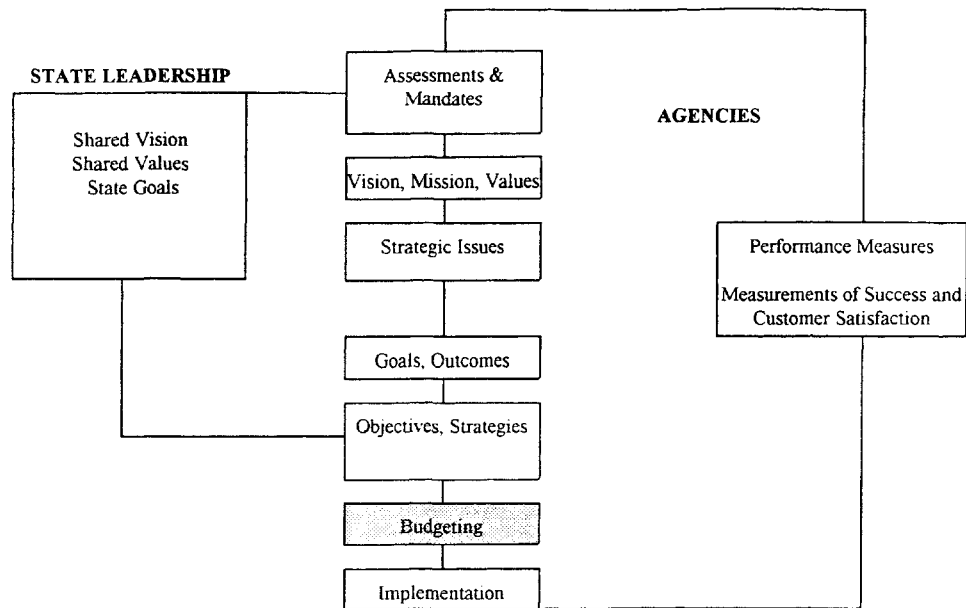 STATE LEADERSHIP
Shared Vision
Shared Values
State Goals
Assessments &
Mandates
Vision, Mission, Values
Strategic Issues
Goals, Outcomes
Objectives, Strategies
Budgeting
Implementation
AGENCIES
Performance Measures
Measurements of Success and
Customer Satisfaction